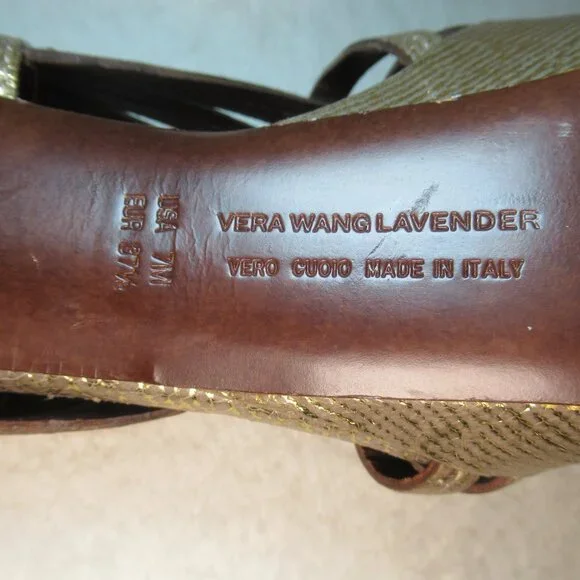 VERA WANG LAVENDER
VERO CUOIO MADE IN ITALY
USA 7M
EUR 37½